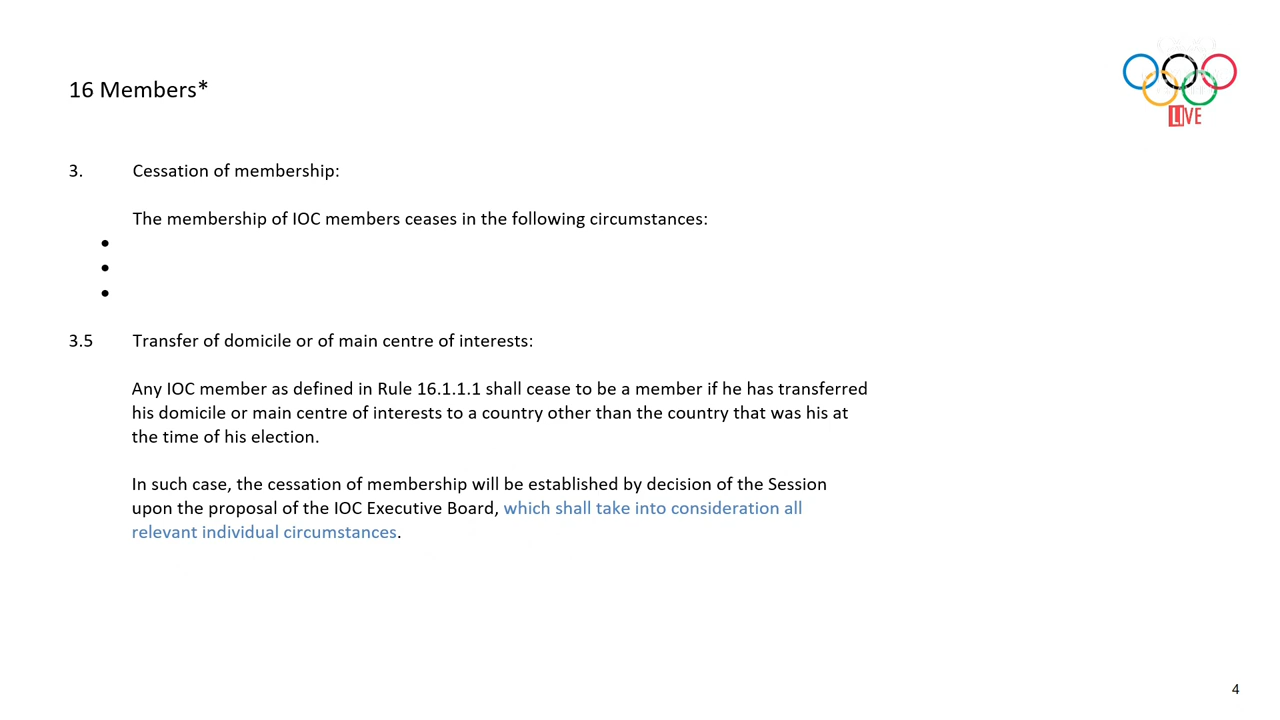 16 Members*
LIVE
3. Cessation of membership:
The membership of IOC members ceases in the following circumstances:
•
•
•
3.5 Transfer of domicile or of main centre of interests:
Any IOC member as defined in Rule 16.1.1.1 shall cease to be a member if he has transferred
his domicile or main centre of interests to a country other than the country that was his at
the time of his election.
In such case, the cessation of membership will be established by decision of the Session
upon the proposal of the IOC Executive Board, which shall take into consideration all
relevant individual circumstances.
4